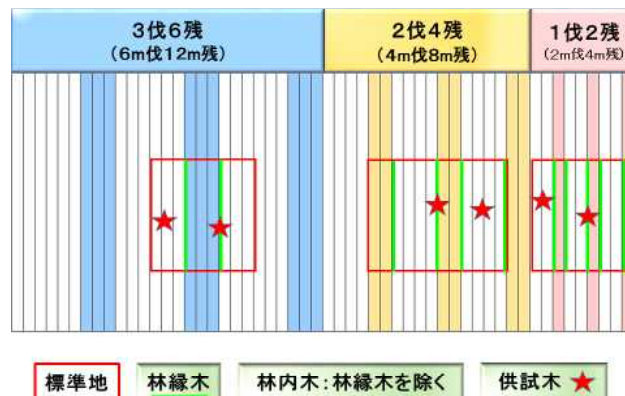 3伐6残
(6m伐12m残)
2伐4残
(4m伐8m残)
1伐2残
(2m伐4m残)
標準地
林縁木
林内木:林縁木を除く
供試木